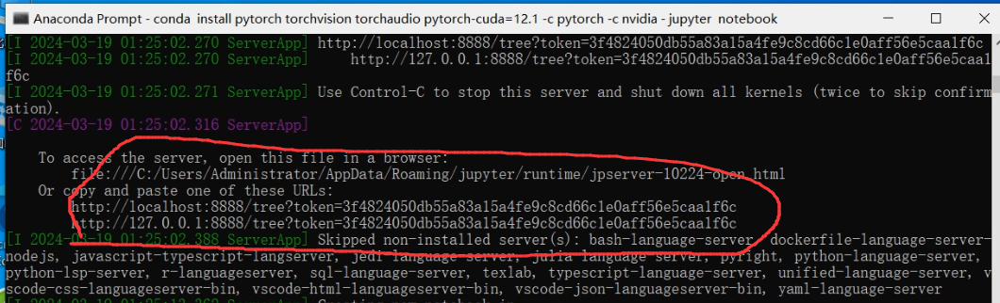 Anaconda Prompt - conda install pytorch torchvision torchaudio pytorch-cuda=12.1 -c pytorch -c nvidia - jupyter notebook
[I 2024-03-19 01:25:02.270 ServerApp] http://localhost:8888/tree?token=3f4824050db55a83a15a4fe9c8cd66c1e0aff56e5caa1f6c
[I 2024-03-19 01:25:02.270 ServerApp]     http://127.0.0.1:8888/tree?token=3f4824050db55a83a15a4fe9c8cd66c1e0aff56e5caa1
f6c
[I 2024-03-19 01:25:02.271 ServerApp] Use Control-C to stop this server and shut down all kernels (twice to skip confirm
ation).
[C 2024-03-19 01:25:02.316 ServerApp]
To access the server, open this file in a browser:
file:///C:/Users/Administrator/AppData/Roaming/jupyter/runtime/jpserver-10224-open.html
Or copy and paste one of these URLs:
http://localhost:8888/tree?token=3f4824050db55a83a15a4fe9c8cd66c1e0aff56e5caa1f6c
http://127.0.0.1:8888/tree?token=3f4824050db55a83a15a4fe9c8cd66c1e0aff56e5caa1f6c
[I 2024-03-19 01:25:02.388 ServerApp] Skipped non-installed server(s): bash-language-server, dockerfile-language-server-
nodejs, javascript-typescript-langserver, jedi-language-server, julia-language-server, pyright, python-language-server,
python-lsp-server, r-languageserver, sql-language-server, texlab, typescript-language-server, unified-language-server, v
scode-css-languageserver-bin, vscode-html-languageserver-bin, vscode-json-languageserver-bin, yaml-language-server